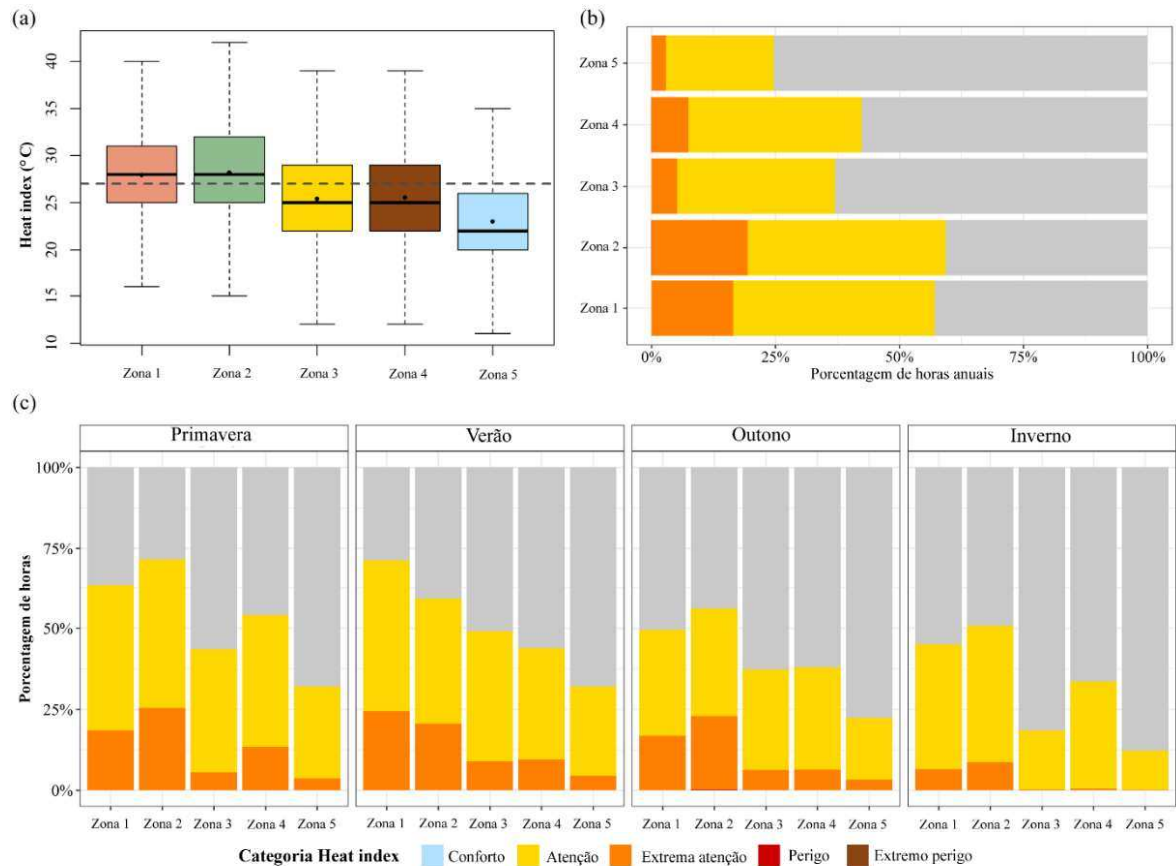 (a)
Heat index (°C)
40
35
30
25
20
15
10
Zona 1 Zona 2 Zona 3 Zona 4 Zona 5
(b)
Zona 5
Zona 4
Zona 3
Zona 2
Zona 1
0% 25% 50% 75% 100%
Porcentagem de horas anuais
(c)
Primavera Verão Outono Inverno
Porcentagem de horas
100%
75%
50%
25%
0%
Zona 1 Zona 2 Zona 3 Zona 4 Zona 5 Zona 1 Zona 2 Zona 3 Zona 4 Zona 5 Zona 1 Zona 2 Zona 3 Zona 4 Zona 5 Zona 1 Zona 2 Zona 3 Zona 4 Zona 5
Categoria Heat index Conforto Atenção Extrema atenção Perigo Extremo perigo